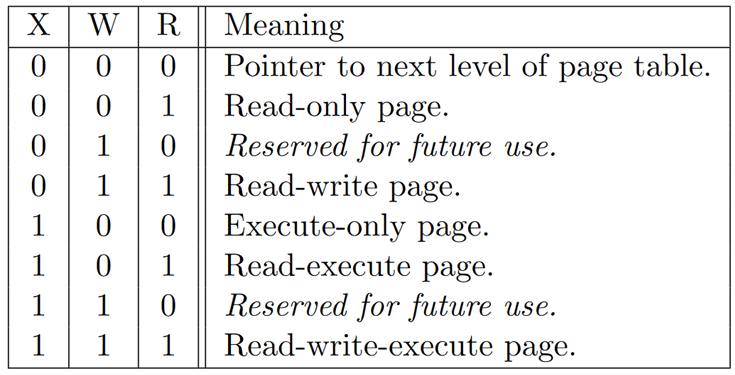 X W R Meaning
0 0 0 Pointer to next level of page table.
0 0 1 Read-only page.
0 1 0 Reserved for future use.
0 1 1 Read-write page.
1 0 0 Execute-only page.
1 0 1 Read-execute page.
1 1 0 Reserved for future use.
1 1 1 Read-write-execute page.